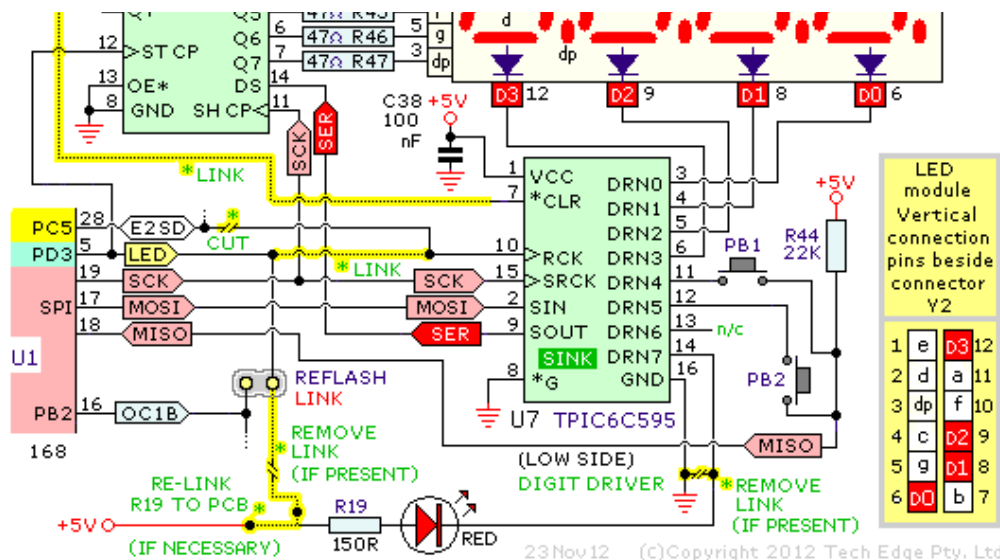 Q5 47Ω R45
12 ST CP Q6 6 47Ω R46 5 g
Q7 7 47Ω R47 3 dp
d
dp
13 OE* DS 14
8 GND SH CP 11
D3 12 D2 9 D1 8 D0 6
C38 +5V
100
nF
SCK
SER
*LINK
1 VCC
7 *CLR
10 RCK
15 SRCK
2 SIN
9 SOUT
SINK
8 *G
DRN0 3
DRN1 4
DRN2 5
DRN3 6
DRN4 11
DRN5 12
DRN6 13 n/c
DRN7 14
GND 16
U7 TPIC6C595
(LOW SIDE)
DIGIT DRIVER
PC5 28 E2SD
*
CUT
PD3 5 LED
*LINK
19 SCK SCK
SPI 17 MOSI MOSI
18 MISO SER
U1
PB2 16 OC1B
168
REFLASH
LINK
*REMOVE
LINK
(IF PRESENT)
RE-LINK
R19 TO PCB*
+5V
(IF NECESSARY)
R19
150R
RED
PB1
PB2
+5V
R44
22K
MISO
*REMOVE
LINK
(IF PRESENT)
LED
module
Vertical
connection
pins beside
connector
Y2
1 e D3 12
2 d a 11
3 dp f 10
4 c D2 9
5 g D1 8
6 D0 b 7
23 Nov 12 (c)Copyright 2012 Tech Edge Pty. Ltd